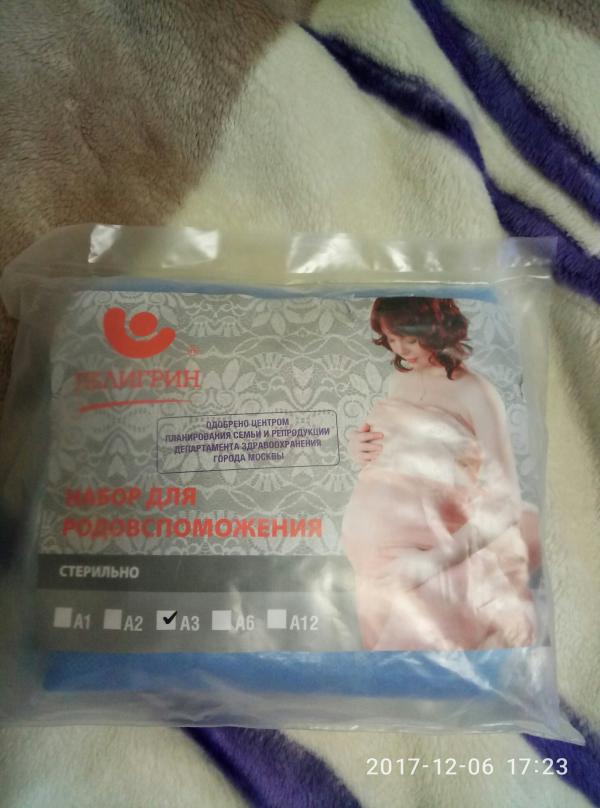 ПЕЛИГРИН
®
ОДОБРЕНО ЦЕНТРОМ
ПЛАНИРОВАНИЯ СЕМЬИ И РЕПРОДУКЦИИ
ДЕПАРТАМЕНТА ЗДРАВООХРАНЕНИЯ
ГОРОДА МОСКВЫ
НАБОР ДЛЯ
РОДОВСПОМОЖЕНИЯ
СТЕРИЛЬНО
А1 А2 А3 А6 А12
2017-12-06 17:23